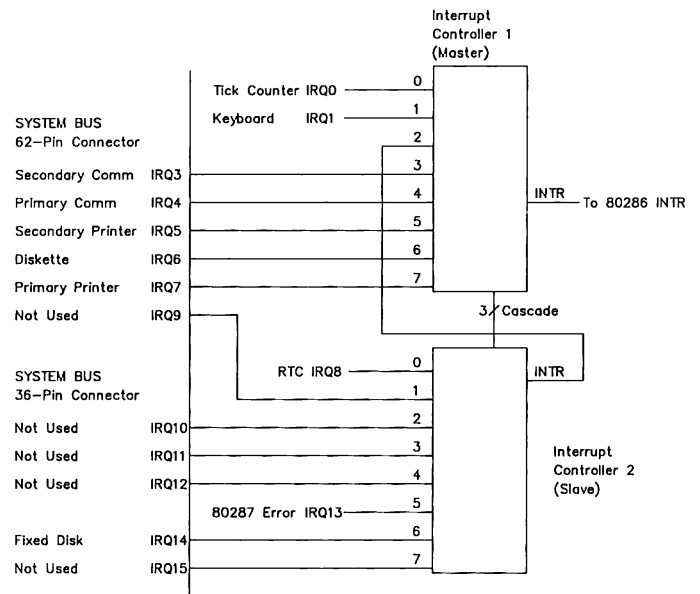 Interrupt
Controller 1
(Master)
Tick Counter IRQ0 0
Keyboard IRQ1 1
SYSTEM BUS
62-Pin Connector
2
Secondary Comm IRQ3 3
Primary Comm IRQ4 4
INTR To 80286 INTR
Secondary Printer IRQ5 5
Diskette IRQ6 6
Primary Printer IRQ7 7
Not Used IRQ9
3 Cascade
RTC IRQ8 0
INTR
SYSTEM BUS
36-Pin Connector
1
Not Used IRQ10 2
Not Used IRQ11 3
Not Used IRQ12 4
Interrupt
Controller 2
(Slave)
80287 Error IRQ13 5
Fixed Disk IRQ14 6
Not Used IRQ15 7